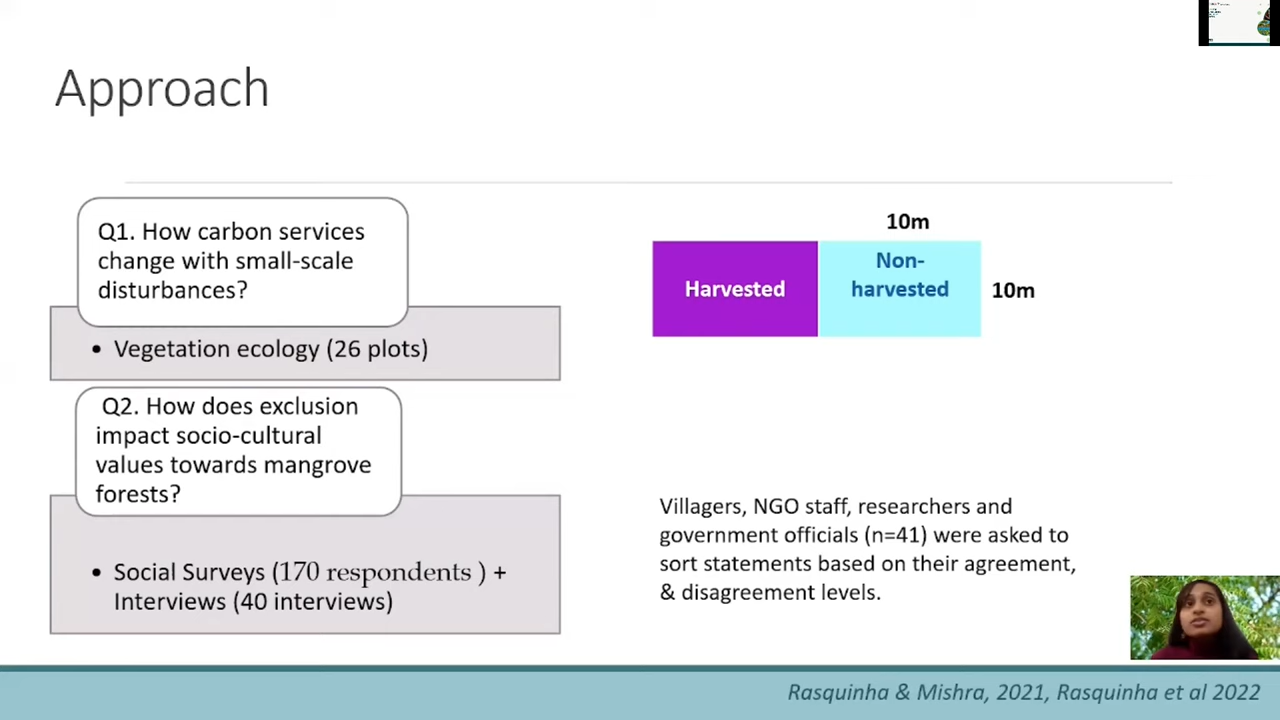 Approach
Q1. How carbon services
change with small-scale
disturbances?
• Vegetation ecology (26 plots)
Q2. How does exclusion
impact socio-cultural
values towards mangrove
forests?
• Social Surveys (170 respondents ) +
Interviews (40 interviews)
10m
Harvested
Non-
harvested
10m
Villagers, NGO staff, researchers and
government officials (n=41) were asked to
sort statements based on their agreement,
& disagreement levels.
Rasquinha & Mishra, 2021, Rasquinha et al 2022